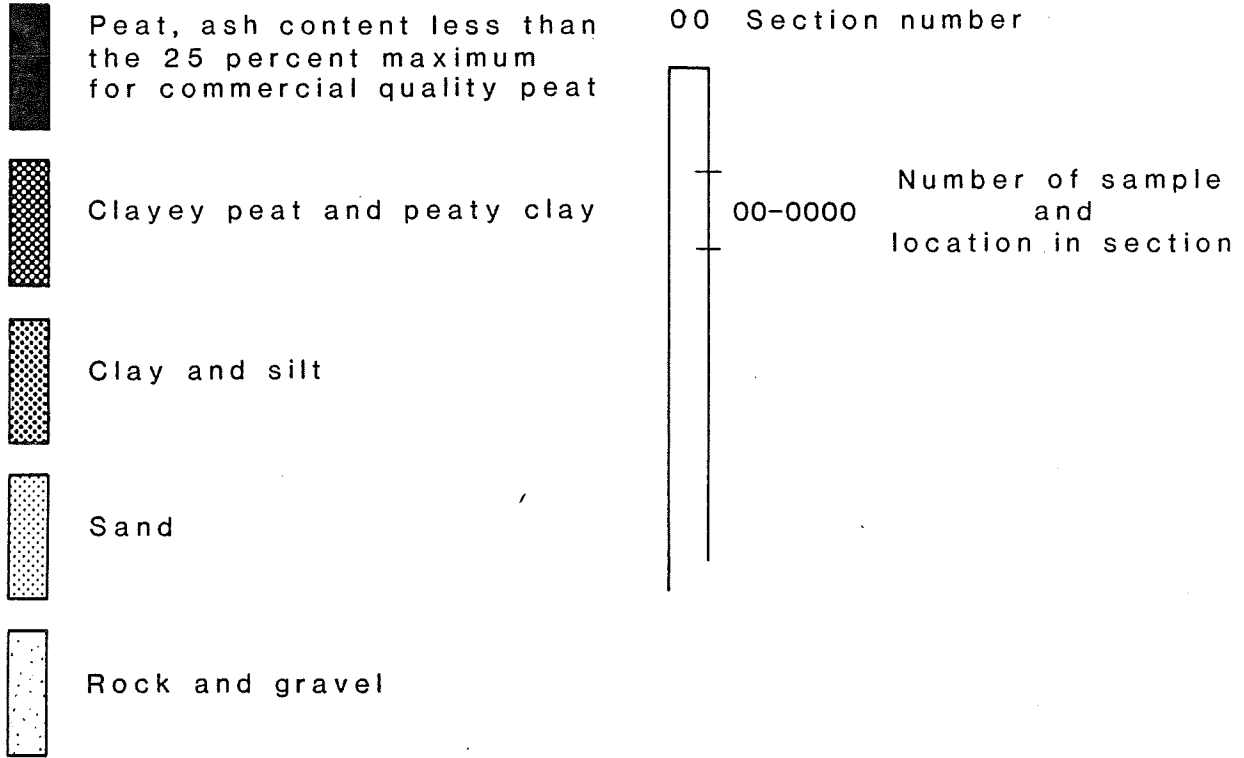 Peat, ash content less than
the 25 percent maximum
for commercial quality peat
Clayey peat and peaty clay
Clay and silt
Sand
Rock and gravel
00 Section number
00-0000
Number of sample
and
location in section